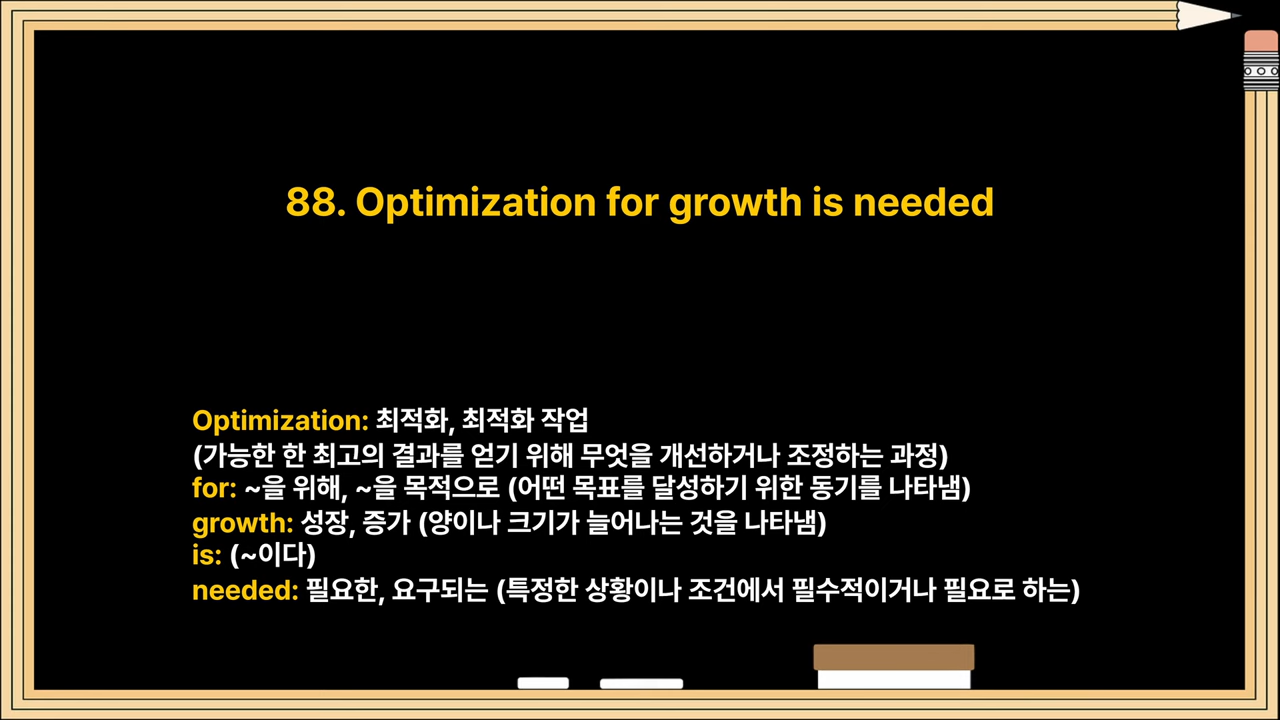 88. Optimization for growth is needed
Optimization: 최적화, 최적화 작업
(가능한 한 최고의 결과를 얻기 위해 무엇을 개선하거나 조정하는 과정)
for: ~을 위해, ~을 목적으로 (어떤 목표를 달성하기 위한 동기를 나타냄)
growth: 성장, 증가 (양이나 크기가 늘어나는 것을 나타냄)
is: (~이다)
needed: 필요한, 요구되는 (특정한 상황이나 조건에서 필수적이거나 필요로 하는)